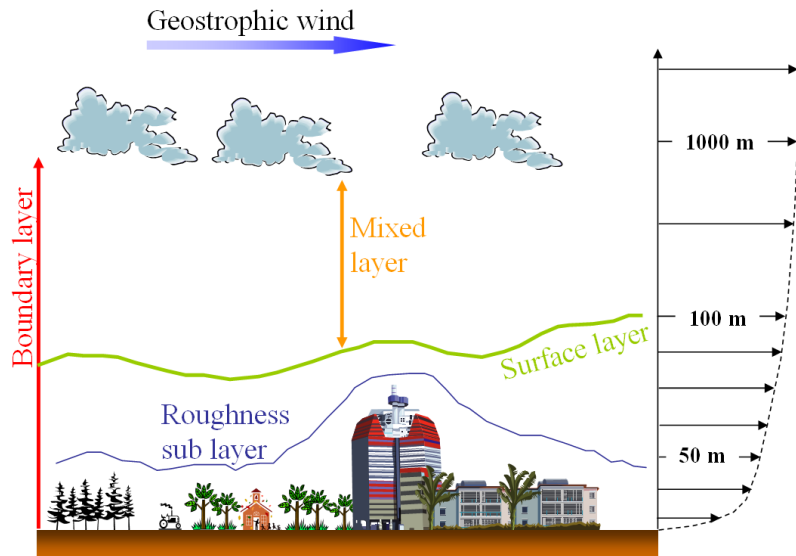 Geostrophic wind
1000 m
Boundary layer
Mixed
layer
100 m
Surface layer
Roughness
sub layer
50 m